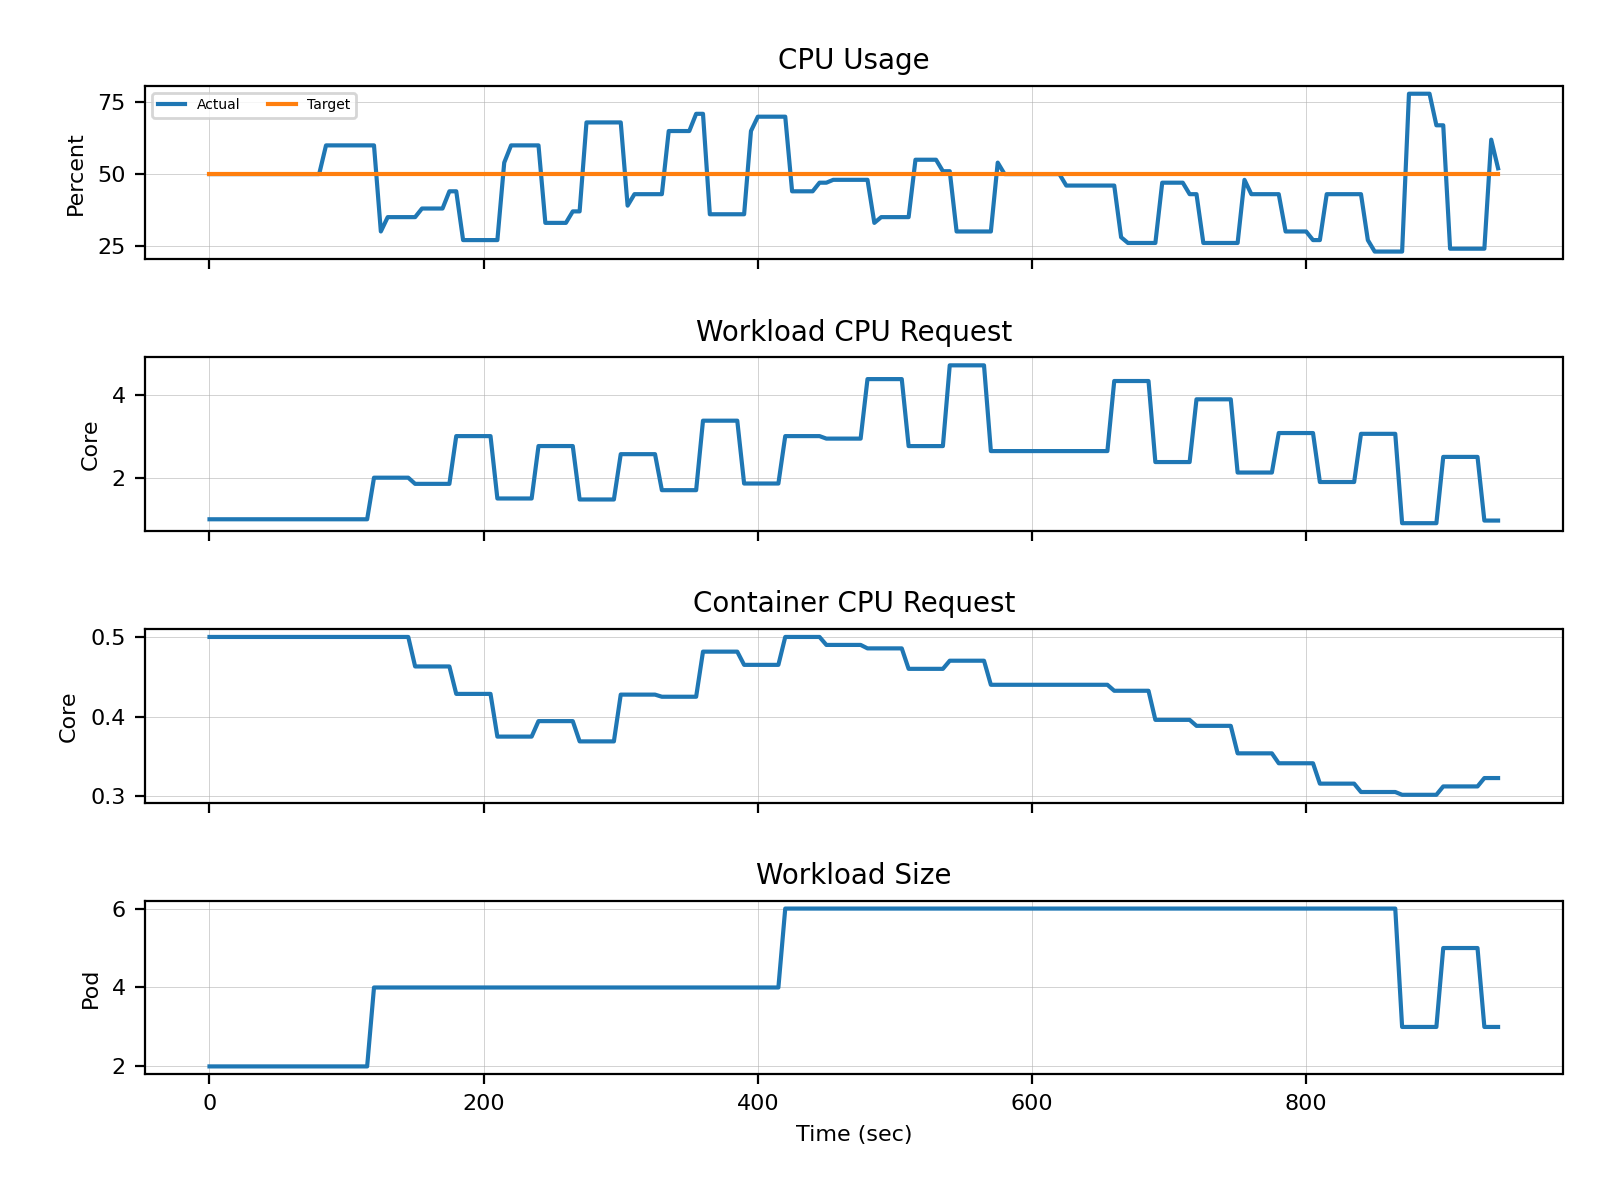 CPU Usage
Percent
75
50
25
Actual Target
Workload CPU Request
Core
4
2
Container CPU Request
Core
0.5
0.4
0.3
Workload Size
Pod
6
4
2
0 200 400 600 800
Time (sec)